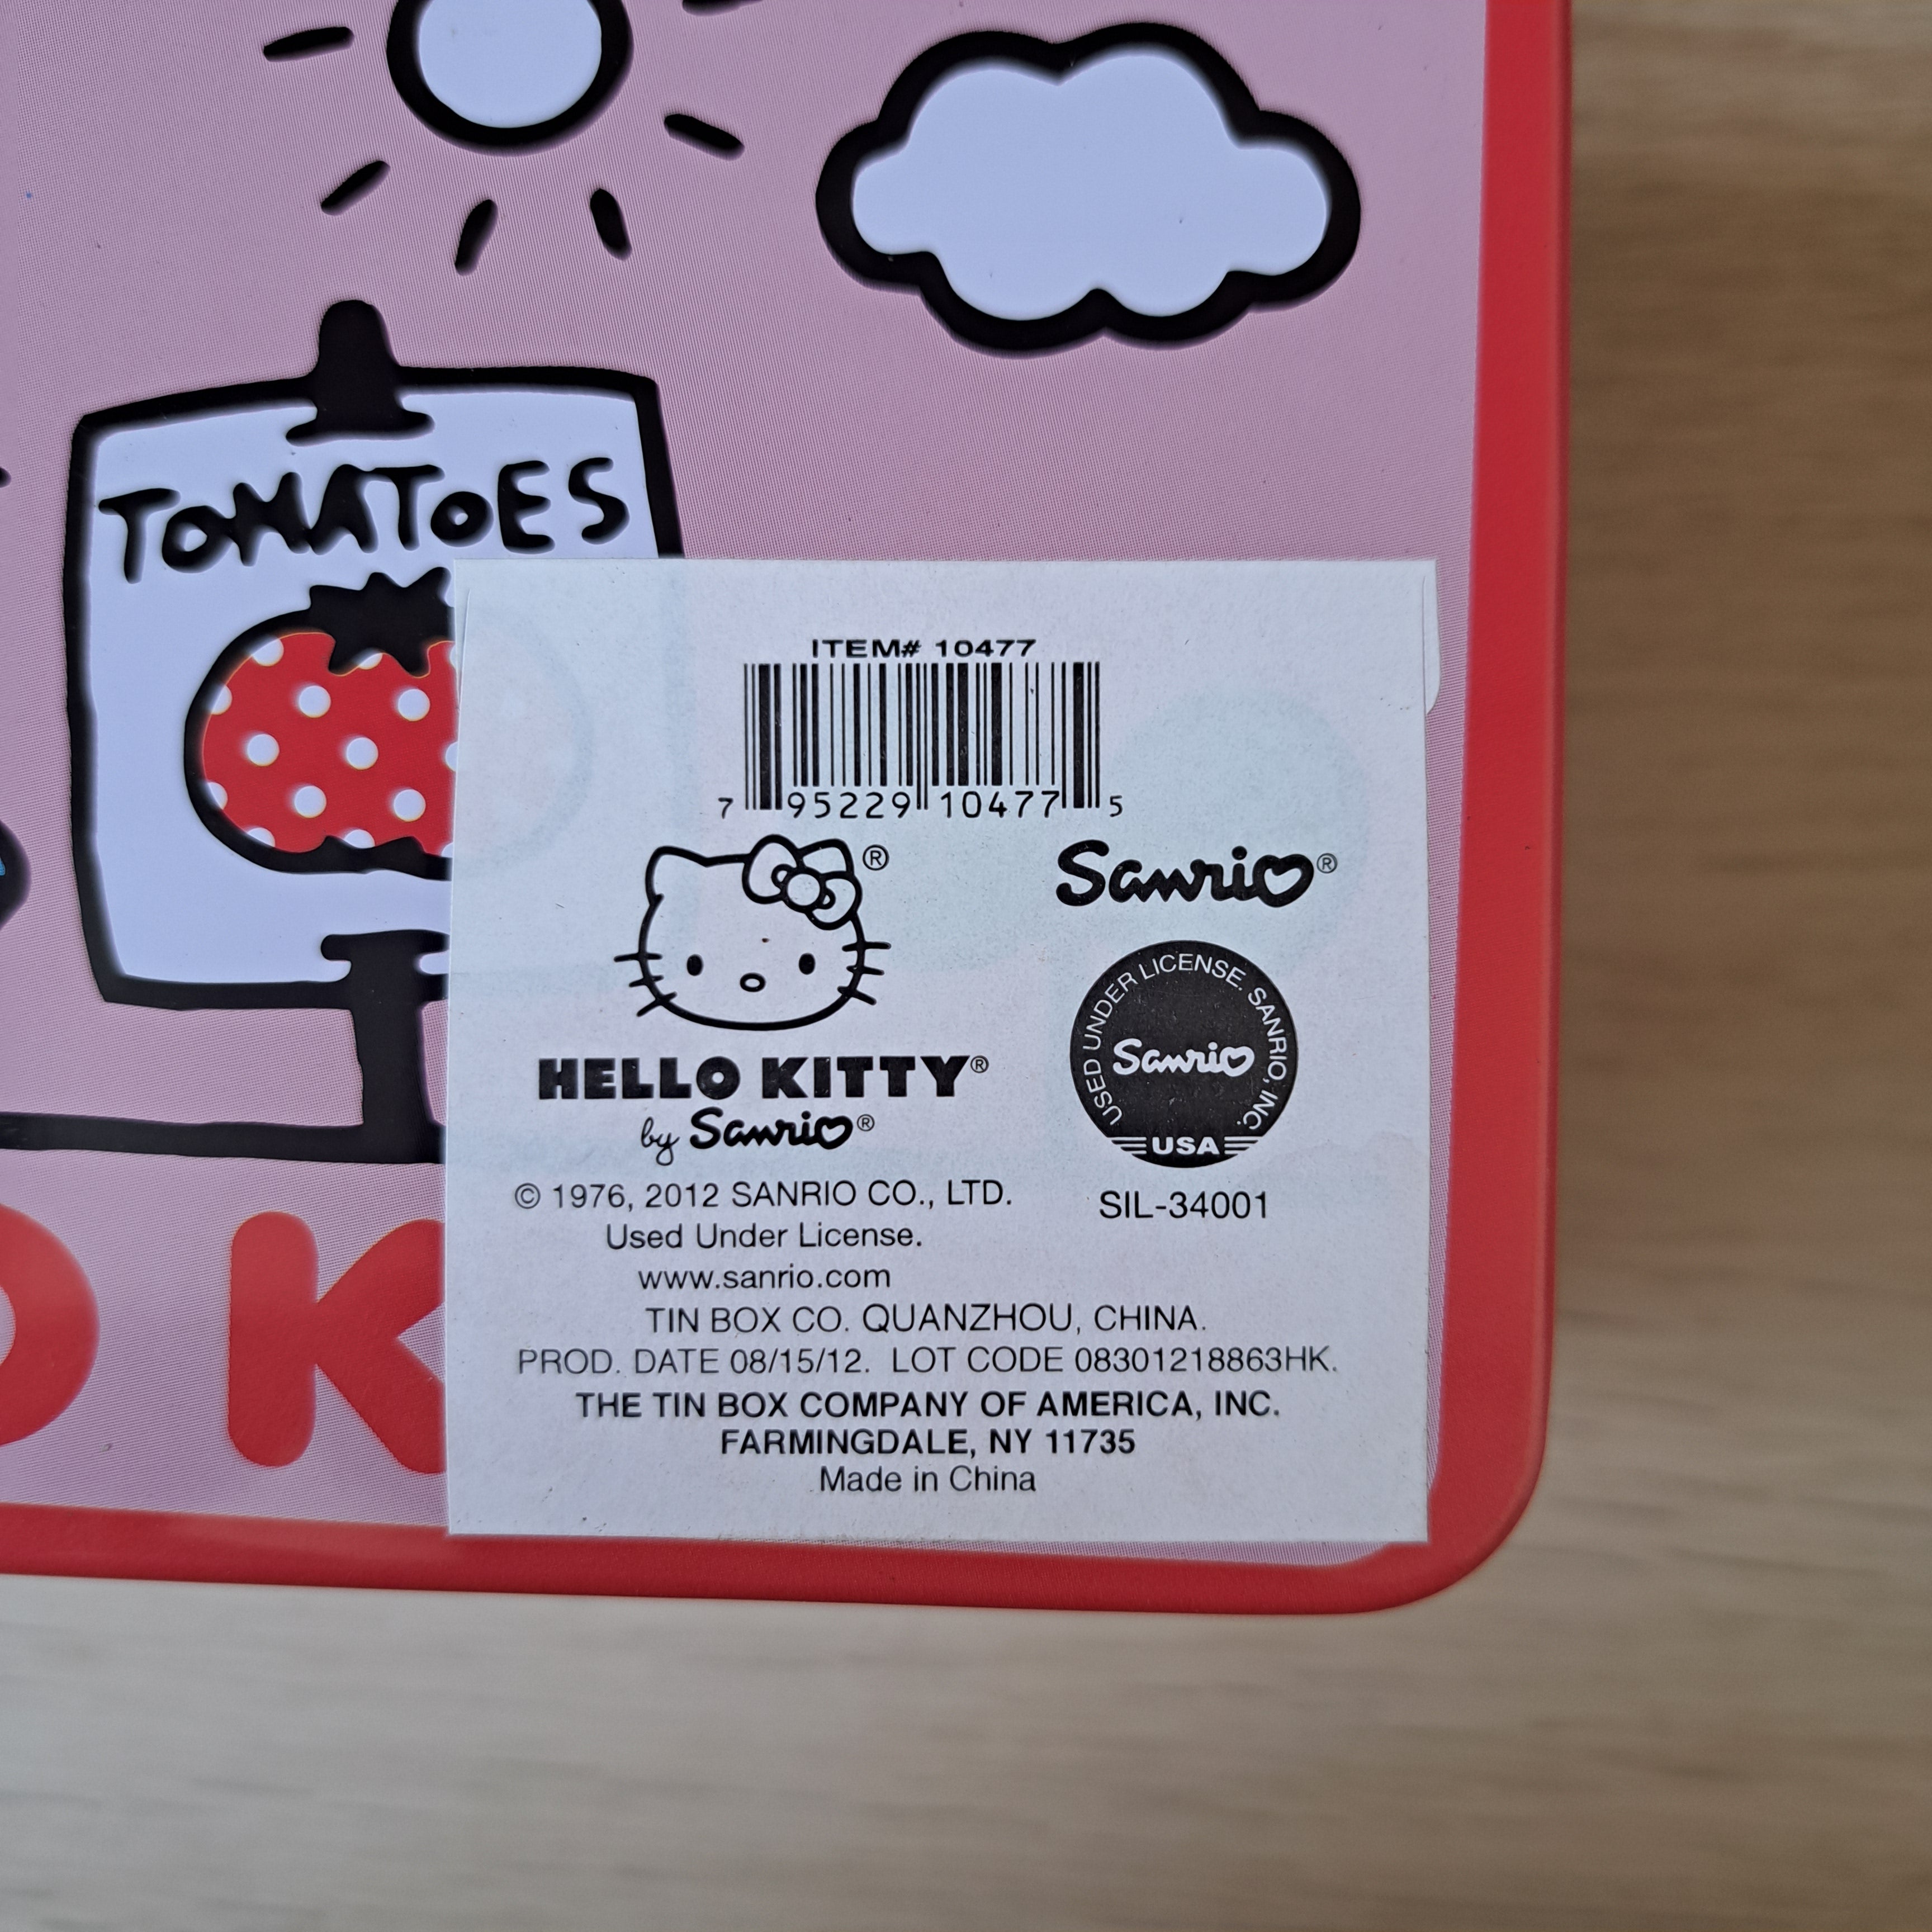 TOMATOES
ITEM# 10477
7 95229 10477 5
®
Sanrio®
USED UNDER LICENSE. SANRIO, INC.
Sanrio
USA
SIL-34001
HELLO KITTY®
by Sanrio®
© 1976, 2012 SANRIO CO., LTD.
Used Under License.
www.sanrio.com
TIN BOX CO. QUANZHOU, CHINA.
PROD. DATE 08/15/12. LOT CODE 08301218863HK.
THE TIN BOX COMPANY OF AMERICA, INC.
FARMINGDALE, NY 11735
Made in China
O K